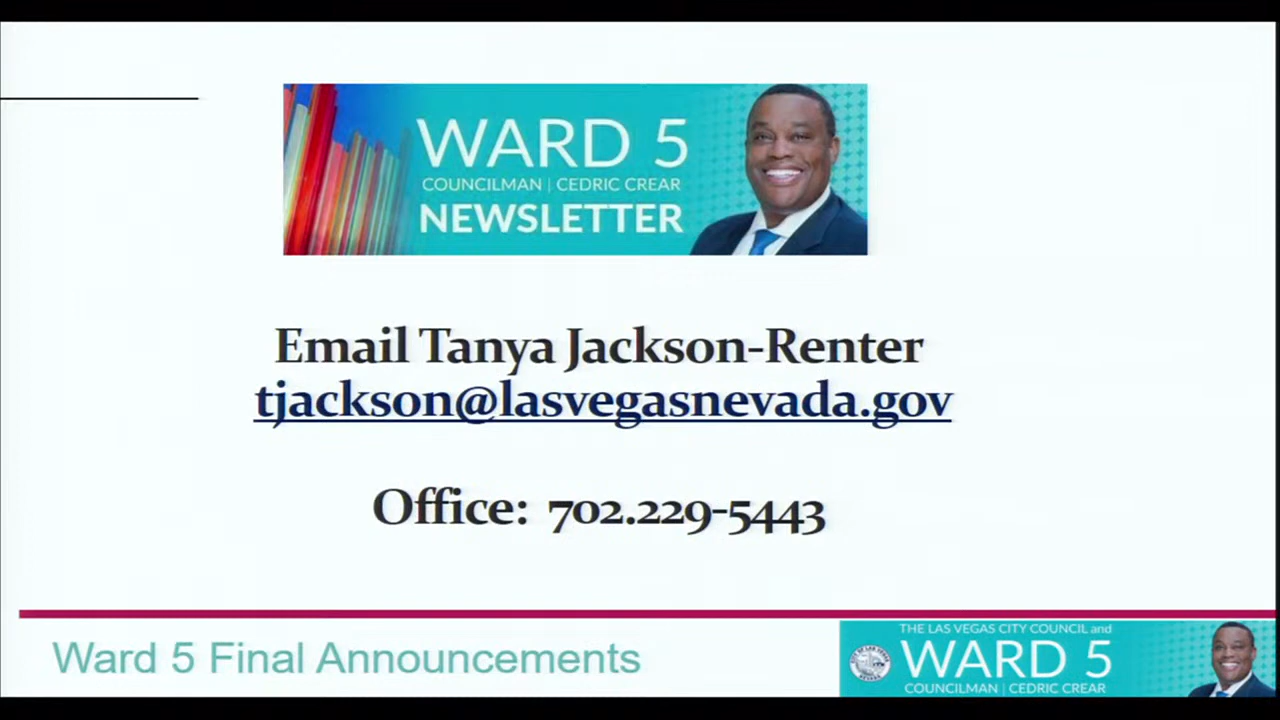 WARD 5
COUNCILMAN | CEDRIC CREAR
NEWSLETTER
Email Tanya Jackson-Renter
tjackson@lasvegasnevada.gov
Office: 702.229-5443
Ward 5 Final Announcements
THE LAS VEGAS CITY COUNCIL and
WARD 5
COUNCILMAN | CEDRIC CREAR